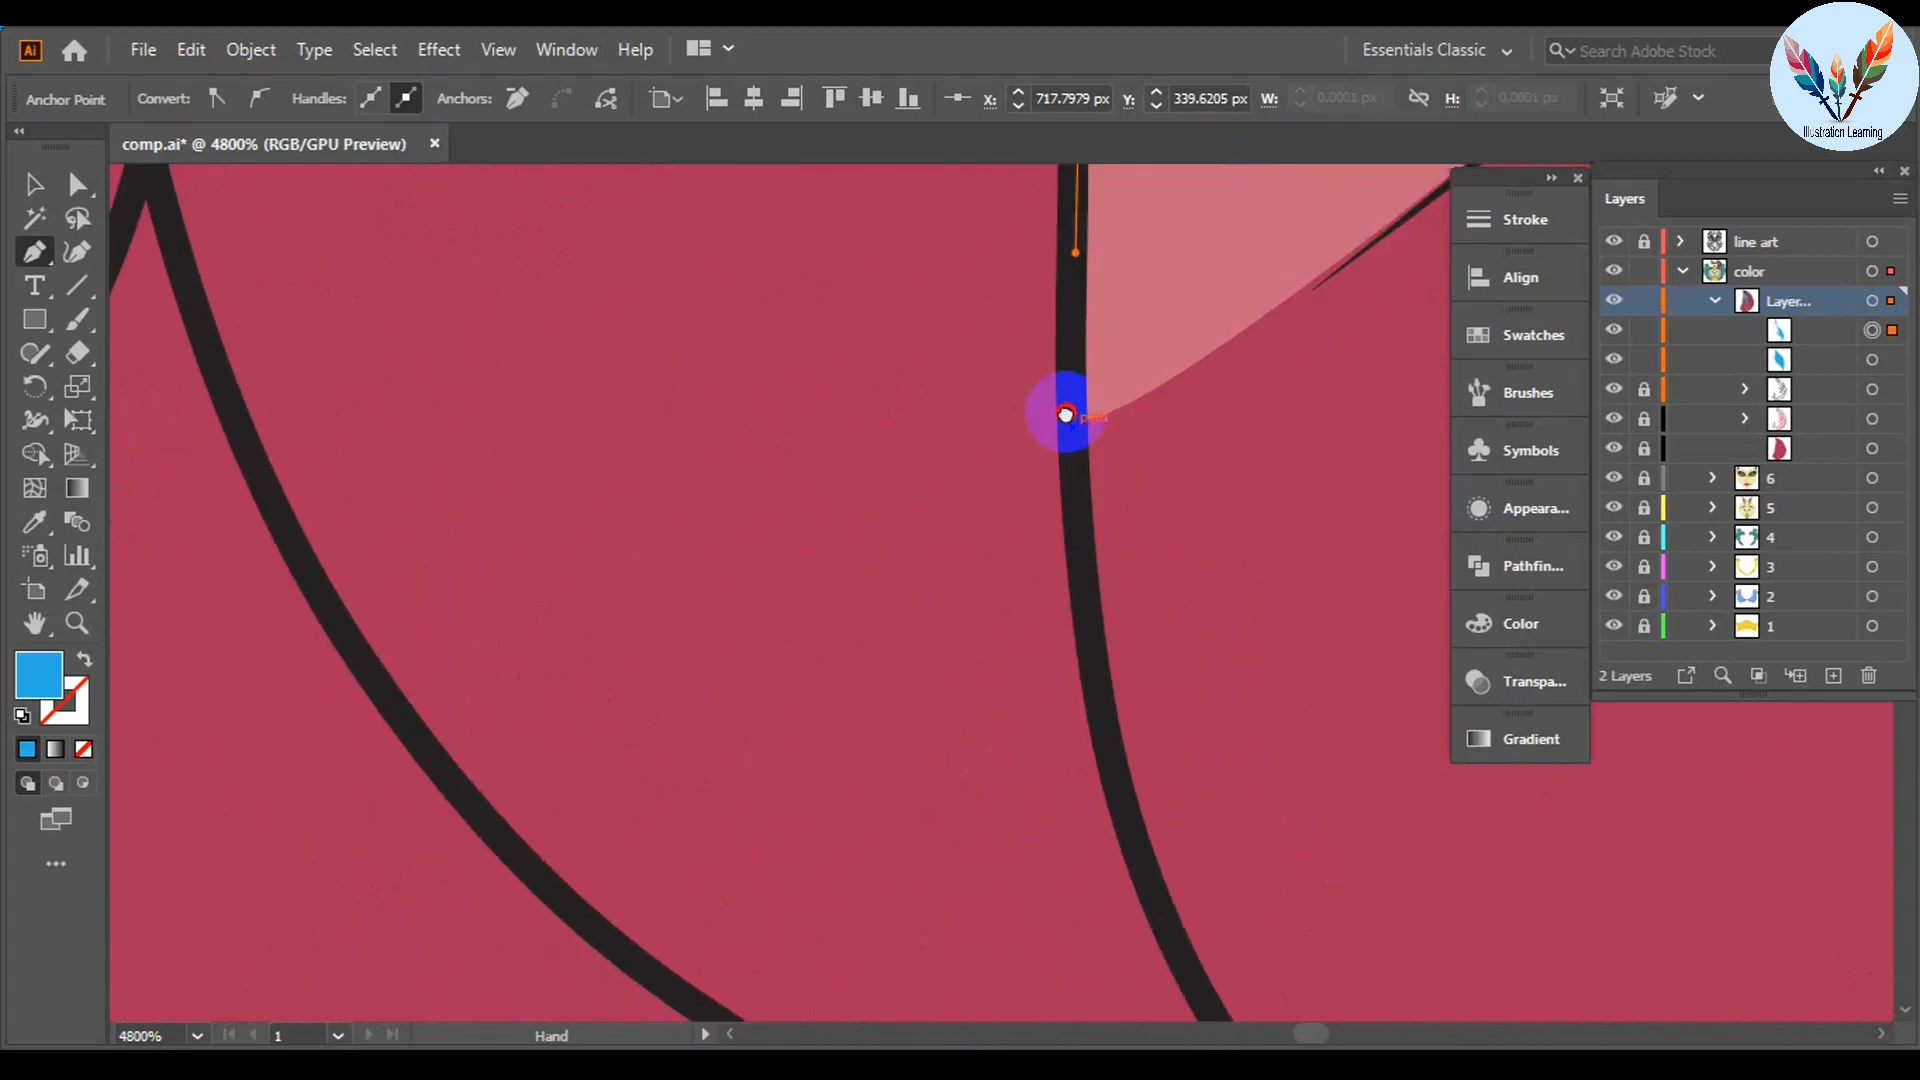 Ai File Edit Object Type Select Effect View Window Help Essentials Classic Search Adobe Stock
Anchor Point Convert: Handles: Anchors: X: 717.7979 px Y: 339.6205 px W: 0.0001 px H: 0.0001 px
Illustration Learning
comp.ai* @ 4800% (RGB/GPU Preview)
Layers
Stroke
Align
Swatches
Brushes
Symbols
Appeara...
Pathfin...
Color
Transpa...
Gradient
line art
color
Layer...
6
5
4
3
2
1
2 Layers
path
4800% 1 Hand